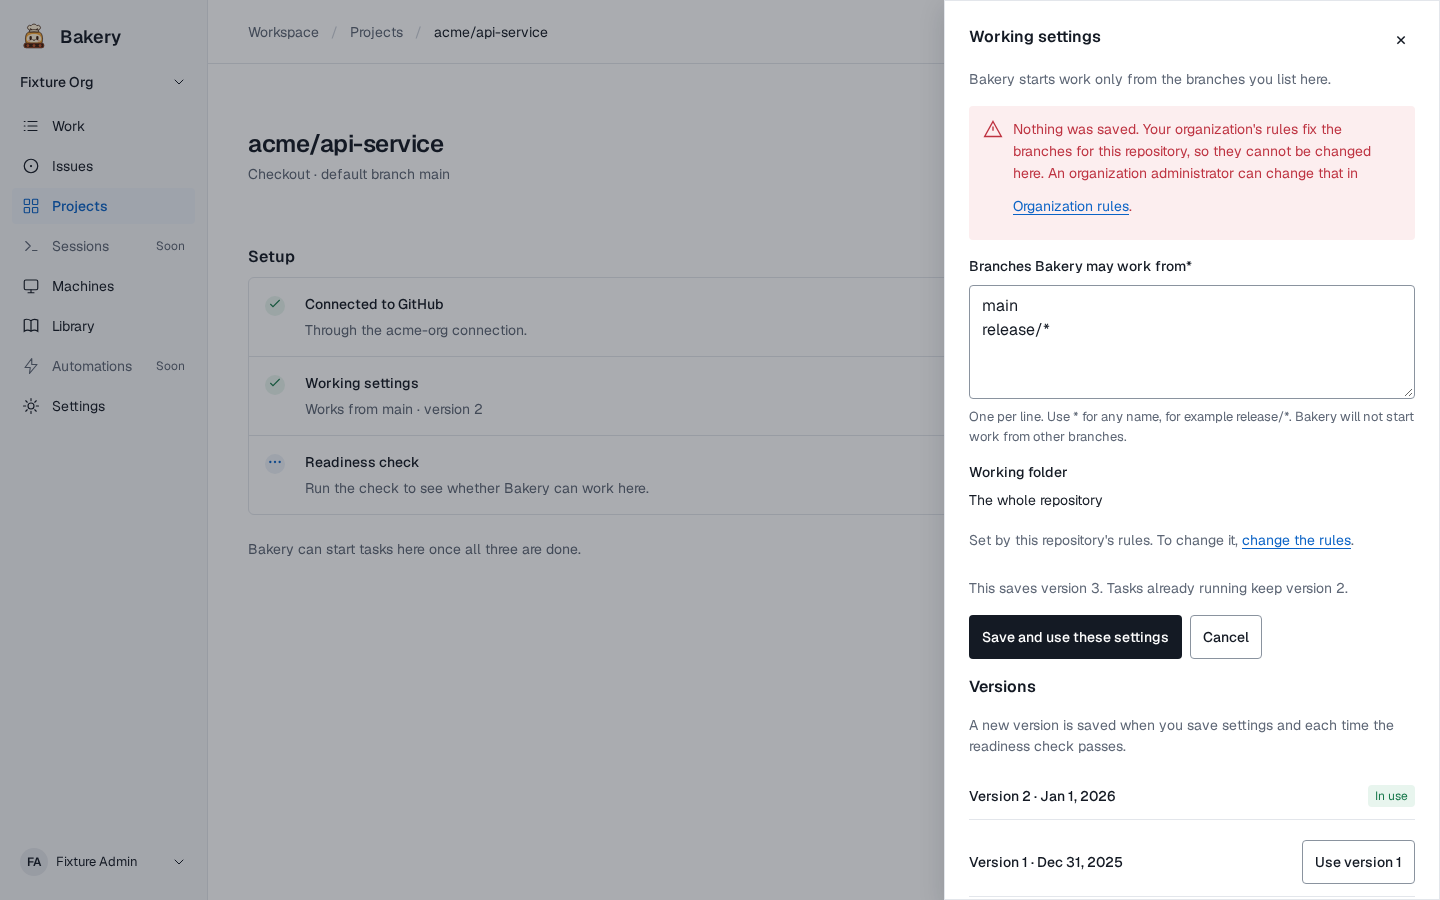 Bakery
Fixture Org
Work
Issues
Projects
Sessions Soon
Machines
Library
Automations Soon
Settings
FA Fixture Admin
Workspace / Projects / acme/api-service
acme/api-service
Checkout · default branch main
Setup
Connected to GitHub
Through the acme-org connection.
Working settings
Works from main · version 2
Readiness check
Run the check to see whether Bakery can work here.
Bakery can start tasks here once all three are done.
Working settings
Bakery starts work only from the branches you list here.
Nothing was saved. Your organization's rules fix the
branches for this repository, so they cannot be changed
here. An organization administrator can change that in
Organization rules.
Branches Bakery may work from*
main
release/*
One per line. Use * for any name, for example release/*. Bakery will not start
work from other branches.
Working folder
The whole repository
Set by this repository's rules. To change it, change the rules.
This saves version 3. Tasks already running keep version 2.
Save and use these settings Cancel
Versions
A new version is saved when you save settings and each time the
readiness check passes.
Version 2 · Jan 1, 2026 In use
Version 1 · Dec 31, 2025 Use version 1